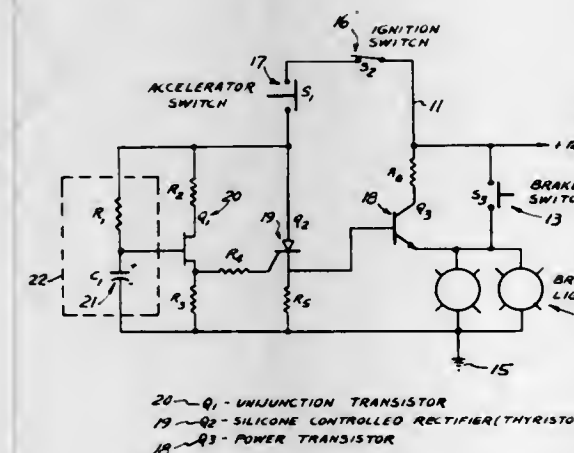 16
IGNITION
SWITCH
S2
17
ACCELERATOR
SWITCH
S1
11
R2
20
Q1
19
Q2
18
Q3
R6
S3
BRAKE
SWITCH
13
R1
R4
22
C1
+
-
21
R3
R5
15
20 Q1 - UNIJUNCTION TRANSISTOR
19 Q2 - SILICONE CONTROLLED RECTIFIER (THYRISTO
18 Q3 - POWER TRANSISTOR